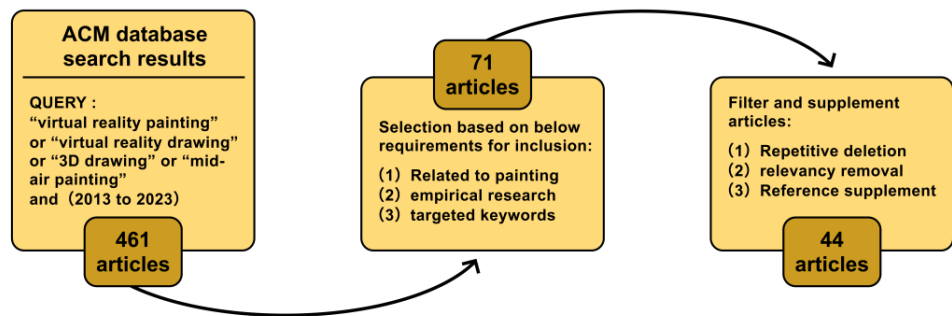 ACM database
search results
QUERY :
“virtual reality painting”
or “virtual reality drawing”
or “3D drawing” or “mid-
air painting”
and（2013 to 2023）
461
articles
71
articles
Selection based on below
requirements for inclusion:
（1）Related to painting
（2）empirical research
（3）targeted keywords
Filter and supplement
articles:
（1）Repetitive deletion
（2）relevancy removal
（3）Reference supplement
44
articles